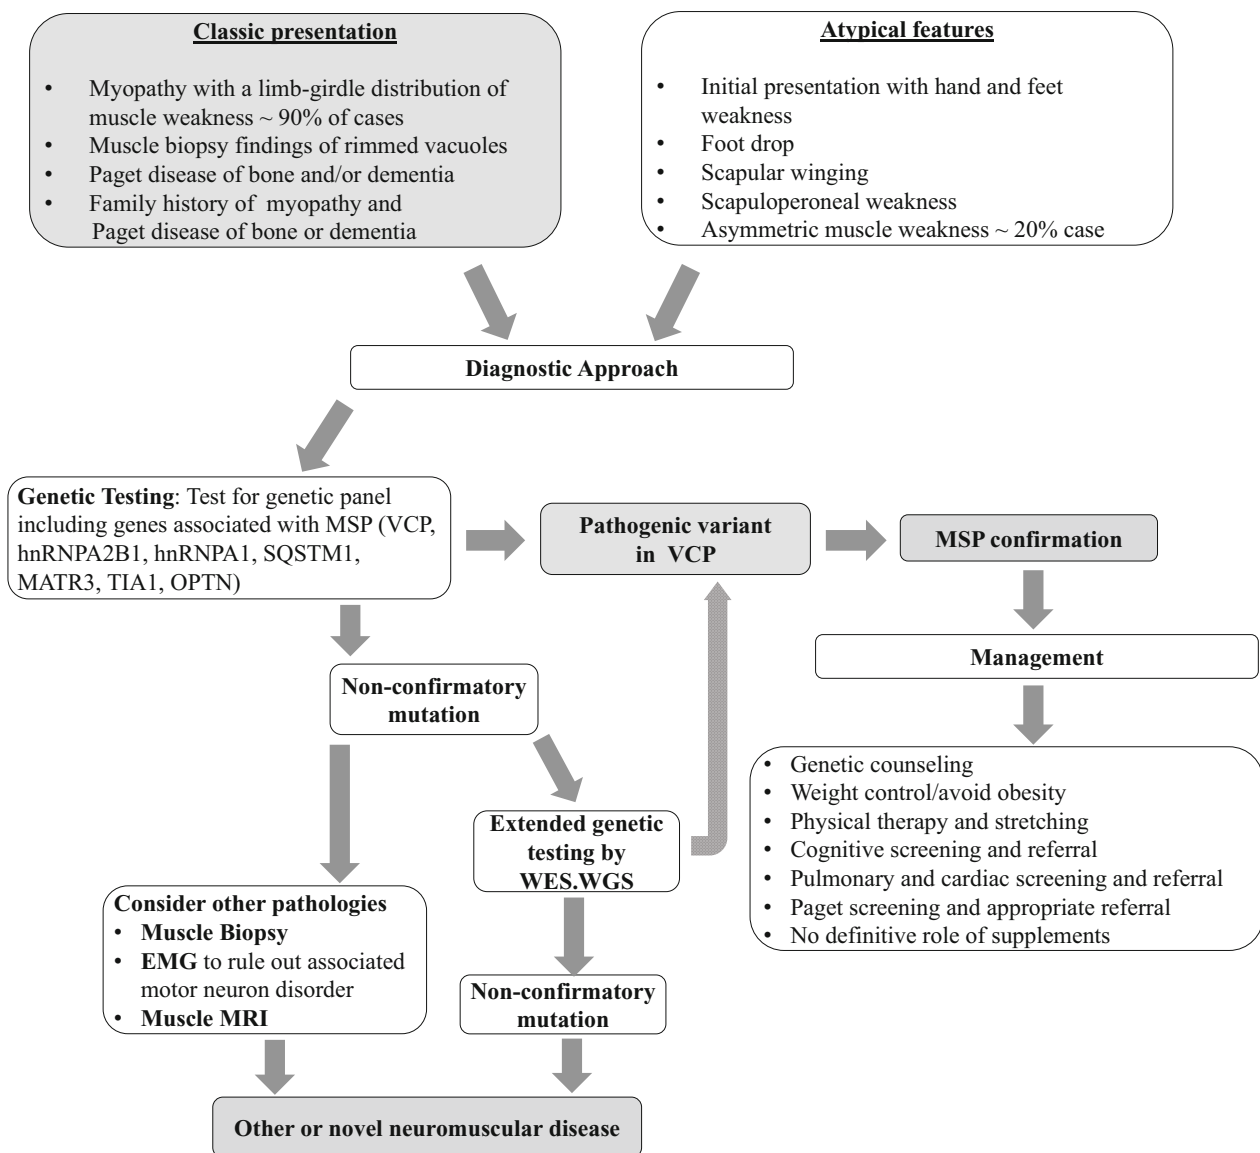 Classic presentation
• Myopathy with a limb-girdle distribution of
muscle weakness ~ 90% of cases
• Muscle biopsy findings of rimmed vacuoles
• Paget disease of bone and/or dementia
• Family history of myopathy and
Paget disease of bone or dementia
Atypical features
• Initial presentation with hand and feet
weakness
• Foot drop
• Scapular winging
• Scapuloperoneal weakness
• Asymmetric muscle weakness ~ 20% case
Diagnostic Approach
Genetic Testing: Test for genetic panel
including genes associated with MSP (VCP,
hnRNPA2B1, hnRNPA1, SQSTM1,
MATR3, TIA1, OPTN)
Pathogenic variant
in VCP
MSP confirmation
Management
• Genetic counseling
• Weight control/avoid obesity
• Physical therapy and stretching
• Cognitive screening and referral
• Pulmonary and cardiac screening and referral
• Paget screening and appropriate referral
• No definitive role of supplements
Non-confirmatory
mutation
Extended genetic
testing by
WES.WGS
Consider other pathologies
• Muscle Biopsy
• EMG to rule out associated
motor neuron disorder
• Muscle MRI
Non-confirmatory
mutation
Other or novel neuromuscular disease